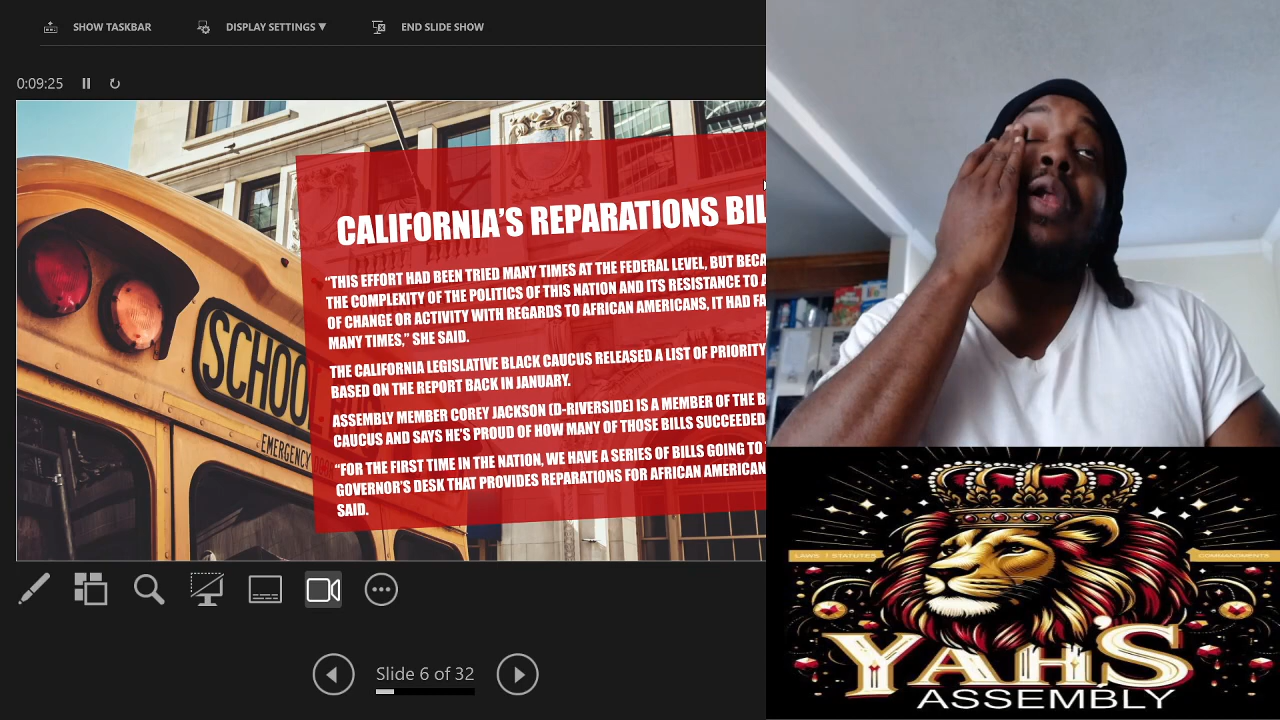 SHOW TASKBAR
DISPLAY SETTINGS ▼
END SLIDE SHOW
0:09:25
SCHOO
EMERGENCY
CALIFORNIA'S REPARATIONS BIL
“THIS EFFORT HAD BEEN TRIED MANY TIMES AT THE FEDERAL LEVEL, BUT BECA
THE COMPLEXITY OF THE POLITICS OF THIS NATION AND ITS RESISTANCE TO A
OF CHANGE OR ACTIVITY WITH REGARDS TO AFRICAN AMERICANS, IT HAD FA
MANY TIMES,” SHE SAID.
THE CALIFORNIA LEGISLATIVE BLACK CAUCUS RELEASED A LIST OF PRIORITY
BASED ON THE REPORT BACK IN JANUARY.
ASSEMBLY MEMBER COREY JACKSON (D-RIVERSIDE) IS A MEMBER OF THE B
CAUCUS AND SAYS HE'S PROUD OF HOW MANY OF THOSE BILLS SUCCEEDED
“FOR THE FIRST TIME IN THE NATION, WE HAVE A SERIES OF BILLS GOING TO
GOVERNOR'S DESK THAT PROVIDES REPARATIONS FOR AFRICAN AMERICAN
SAID.
Slide 6 of 32
LAWS / STATUTES
COMMANDMENTS
YAH'S
ASSEMBLY